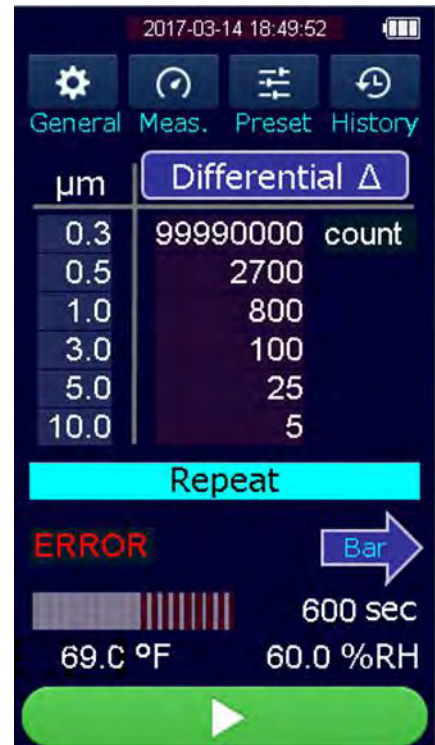 2017-03-14 18:49:52
General Meas. Preset History
µm Differential Δ
0.3 99990000 count
0.5 2700
1.0 800
3.0 100
5.0 25
10.0 5
Repeat
ERROR Bar
600 sec
69.0 °F 60.0 %RH